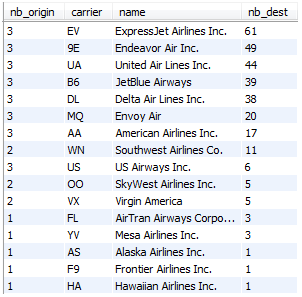 nb_origin carrier name nb_dest
3 EV ExpressJet Airlines Inc. 61
3 9E Endeavor Air Inc. 49
3 UA United Air Lines Inc. 44
3 B6 JetBlue Airways 39
3 DL Delta Air Lines Inc. 38
3 MQ Envoy Air 20
3 AA American Airlines Inc. 17
2 WN Southwest Airlines Co. 11
3 US US Airways Inc. 6
2 OO SkyWest Airlines Inc. 5
2 VX Virgin America 5
1 FL AirTran Airways Corpo... 3
1 YV Mesa Airlines Inc. 3
1 AS Alaska Airlines Inc. 1
1 F9 Frontier Airlines Inc. 1
1 HA Hawaiian Airlines Inc. 1